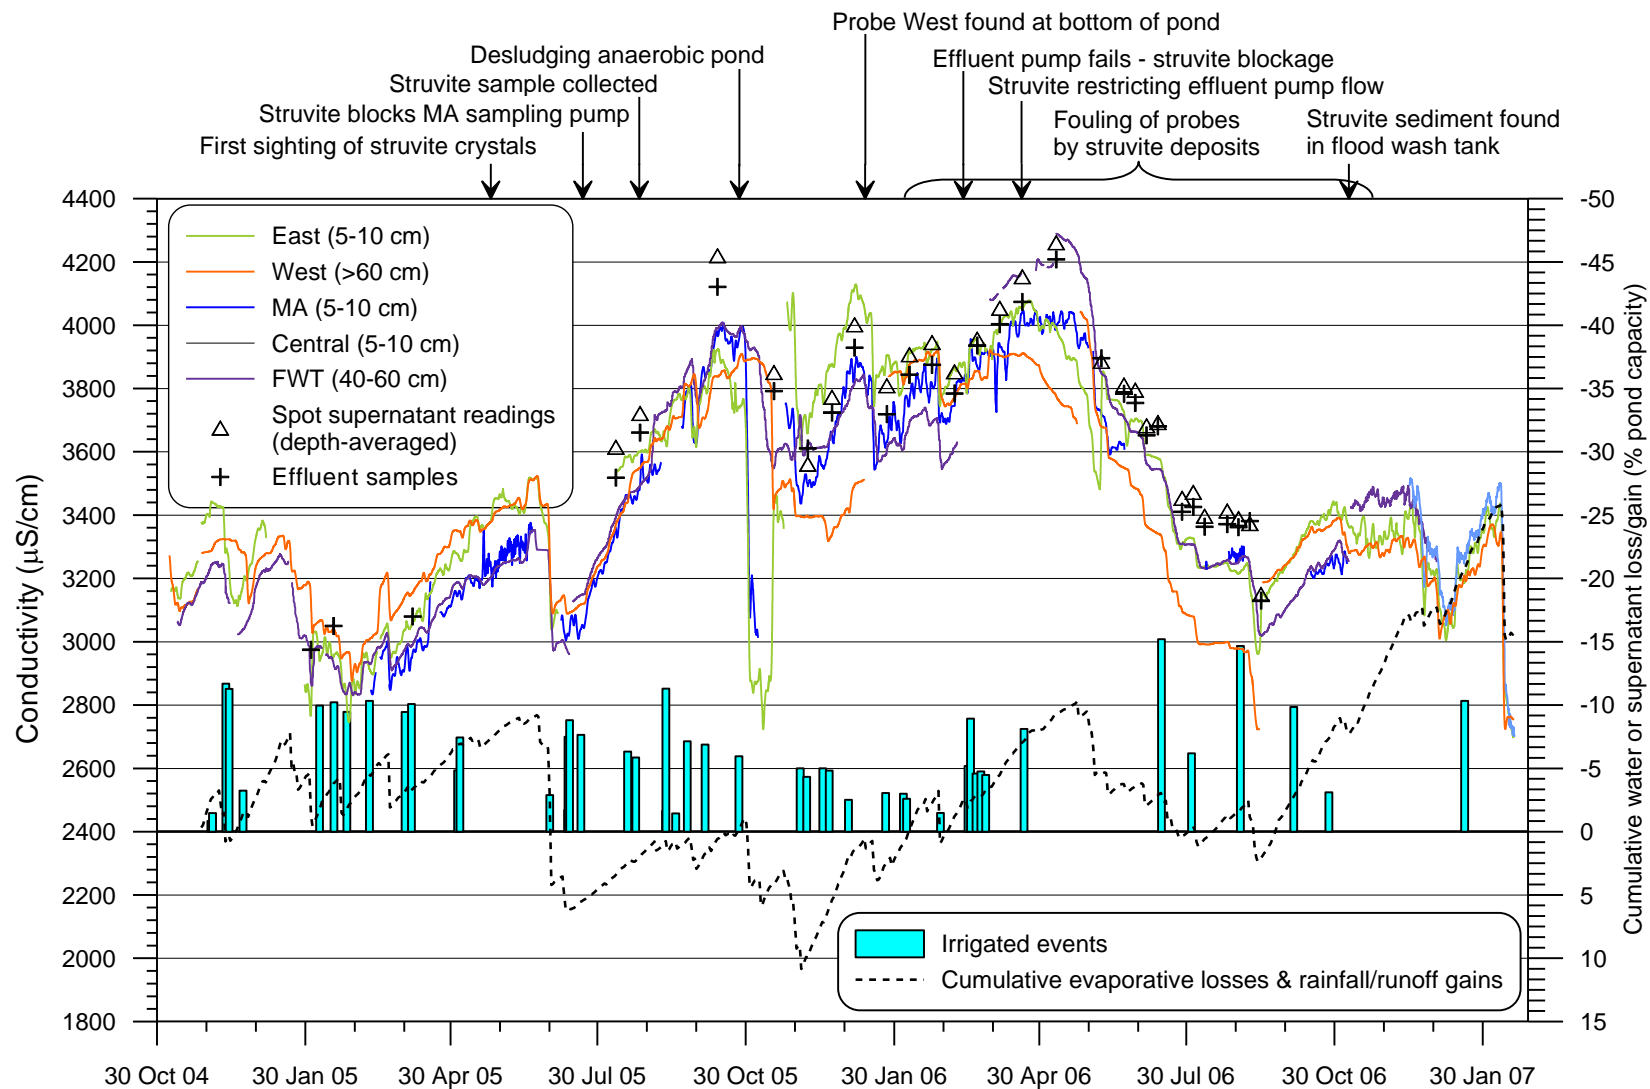 Probe West found at bottom of pond
Desludging anaerobic pond
Effluent pump fails - struvite blockage
Struvite sample collected
Struvite restricting effluent pump flow
Struvite blocks MA sampling pump
Fouling of probes
by struvite deposits
Struvite sediment found
in flood wash tank
First sighting of struvite crystals
4400
4200
4000
3800
3600
3400
3200
3000
2800
2600
2400
2200
2000
1800
Conductivity (µS/cm)
East (5-10 cm)
West (>60 cm)
MA (5-10 cm)
Central (5-10 cm)
FWT (40-60 cm)
Spot supernatant readings
(depth-averaged)
Effluent samples
Irrigated events
Cumulative evaporative losses & rainfall/runoff gains
-50
-45
-40
-35
-30
-25
-20
-15
-10
-5
0
5
10
15
Cumulative water or supernatant loss/gain (% pond capacity)
30 Oct 04
30 Jan 05
30 Apr 05
30 Jul 05
30 Oct 05
30 Jan 06
30 Apr 06
30 Jul 06
30 Oct 06
30 Jan 07